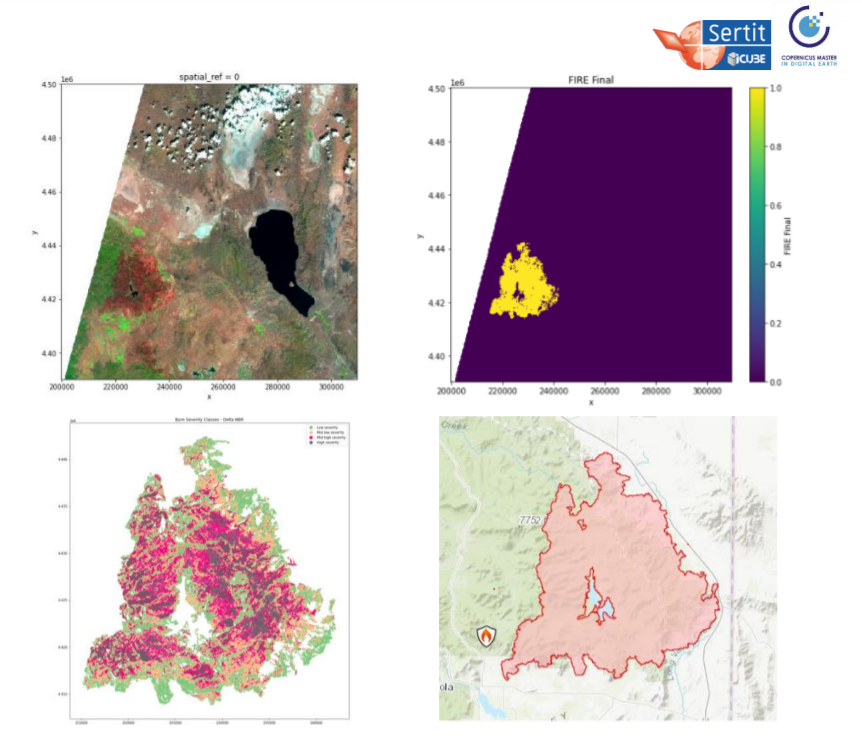 Sertit
iCUBE
COPERNICUS MASTER
IN DIGITAL EARTH
spatial_ref = 0
1e6
4.50
4.48
4.46
4.44
4.42
4.40
y
200000 220000 240000 260000 280000 300000
x
FIRE Final
1e6
4.50
4.48
4.46
4.44
4.42
4.40
y
200000 220000 240000 260000 280000 300000
x
1.0
0.8
0.6
0.4
0.2
0.0
FIRE Final
Burn Severity Classes - Delta NBR
Low severity
Mid low severity
Mid high severity
High severity
Creek
7752
ola